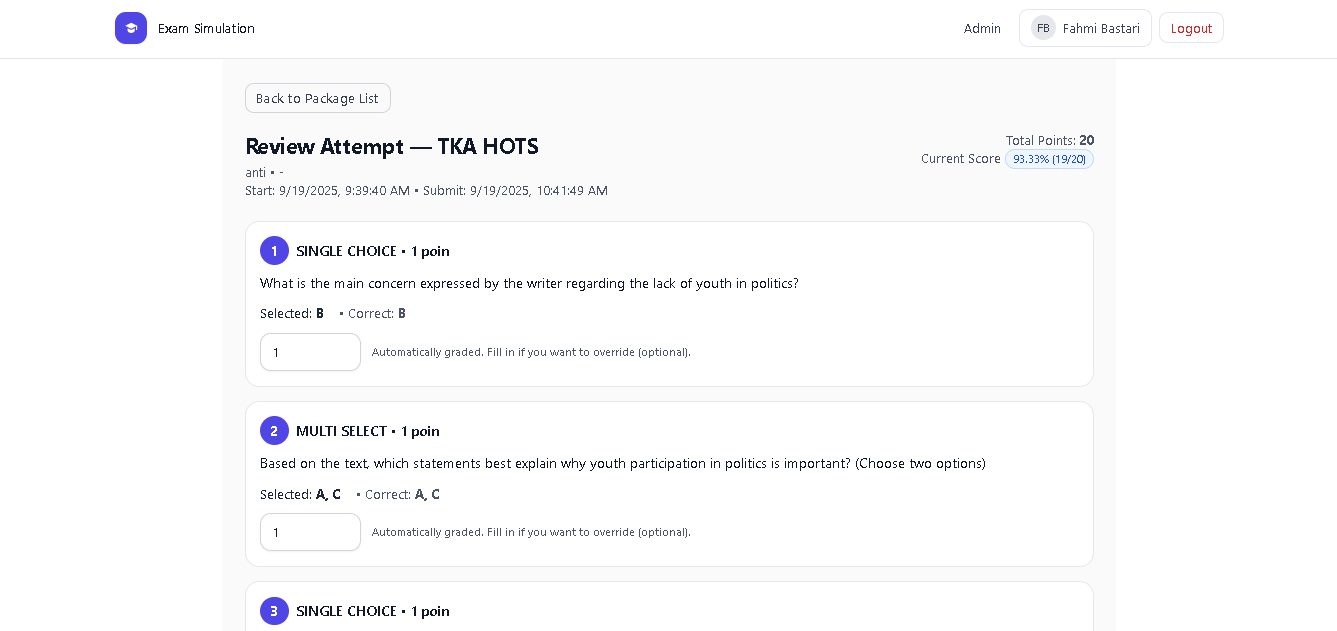 Exam Simulation
Admin
FB
Fahmi Bastari
Logout
Back to Package List
Review Attempt — TKA HOTS
Total Points: 20
Current Score 93.33% (19/20)
anti • -
Start: 9/19/2025, 9:39:40 AM • Submit: 9/19/2025, 10:41:49 AM
1 SINGLE CHOICE • 1 poin
What is the main concern expressed by the writer regarding the lack of youth in politics?
Selected: B • Correct: B
1
Automatically graded. Fill in if you want to override (optional).
2 MULTI SELECT • 1 poin
Based on the text, which statements best explain why youth participation in politics is important? (Choose two options)
Selected: A, C • Correct: A, C
1
Automatically graded. Fill in if you want to override (optional).
3 SINGLE CHOICE • 1 poin